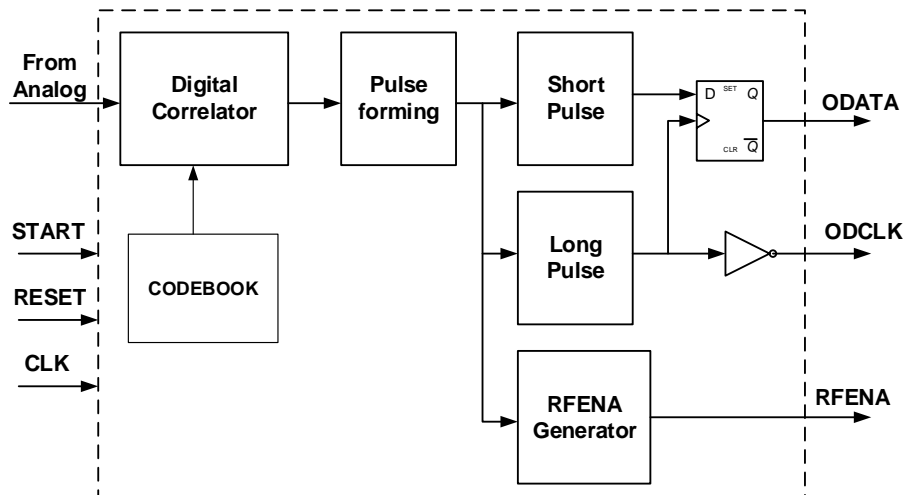 From
Analog
Digital
Correlator
Pulse
forming
Short
Pulse
D SET Q
CLR Q
ODATA
START
CODEBOOK
Long
Pulse
ODCLK
RESET
CLK
RFENA
Generator
RFENA